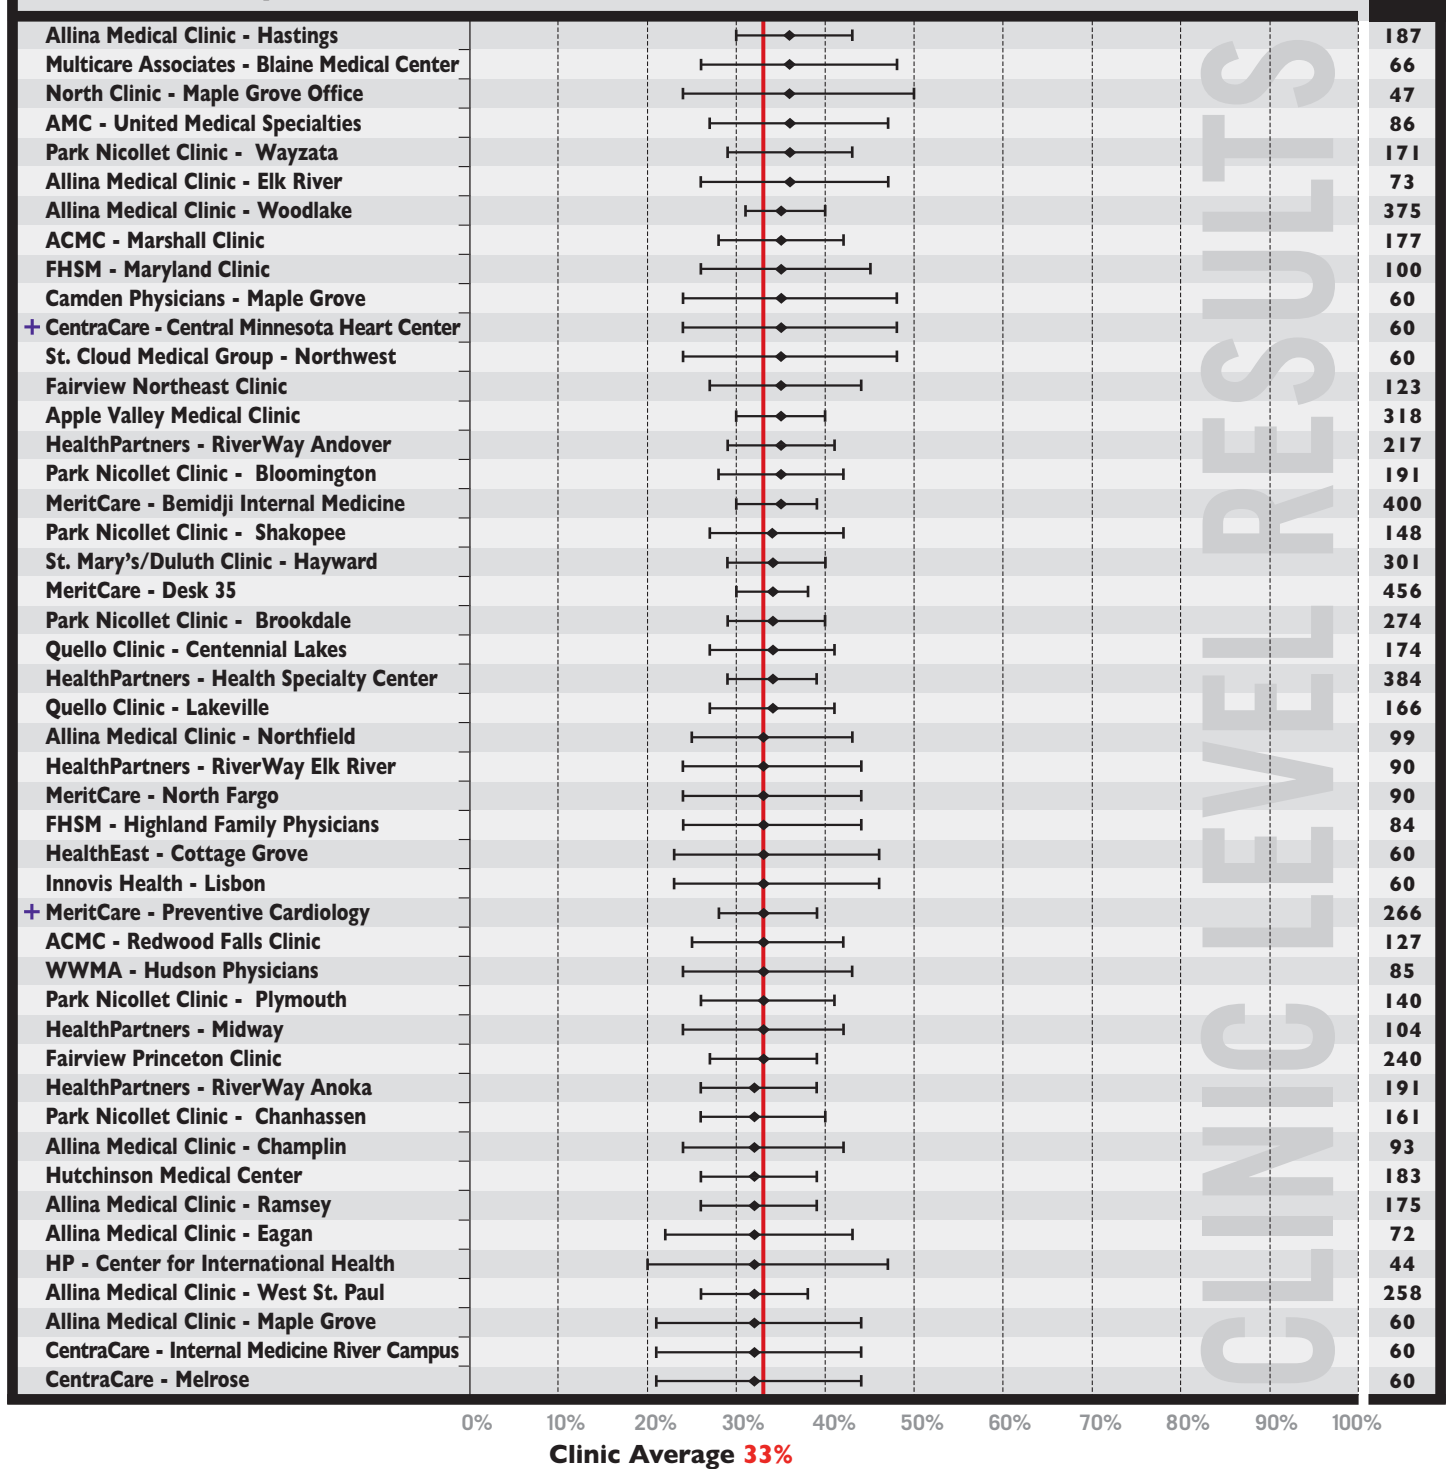 Allina Medical Clinic - Hastings 187
Multicare Associates - Blaine Medical Center 66
North Clinic - Maple Grove Office 47
AMC - United Medical Specialties 86
Park Nicollet Clinic - Wayzata 171
Allina Medical Clinic - Elk River 73
Allina Medical Clinic - Woodlake 375
ACMC - Marshall Clinic 177
FHSM - Maryland Clinic 100
Camden Physicians - Maple Grove 60
+ CentraCare - Central Minnesota Heart Center 60
St. Cloud Medical Group - Northwest 60
Fairview Northeast Clinic 123
Apple Valley Medical Clinic 318
HealthPartners - RiverWay Andover 217
Park Nicollet Clinic - Bloomington 191
MeritCare - Bemidji Internal Medicine 400
Park Nicollet Clinic - Shakopee 148
St. Mary's/Duluth Clinic - Hayward 301
MeritCare - Desk 35 456
Park Nicollet Clinic - Brookdale 274
Quello Clinic - Centennial Lakes 174
HealthPartners - Health Specialty Center 384
Quello Clinic - Lakeville 166
Allina Medical Clinic - Northfield 99
HealthPartners - RiverWay Elk River 90
MeritCare - North Fargo 90
FHSM - Highland Family Physicians 84
HealthEast - Cottage Grove 60
Innovis Health - Lisbon 60
+ MeritCare - Preventive Cardiology 266
ACMC - Redwood Falls Clinic 127
WWMA - Hudson Physicians 85
Park Nicollet Clinic - Plymouth 140
HealthPartners - Midway 104
Fairview Princeton Clinic 240
HealthPartners - RiverWay Anoka 191
Park Nicollet Clinic - Chanhassen 161
Allina Medical Clinic - Champlin 93
Hutchinson Medical Center 183
Allina Medical Clinic - Ramsey 175
Allina Medical Clinic - Eagan 72
HP - Center for International Health 44
Allina Medical Clinic - West St. Paul 258
Allina Medical Clinic - Maple Grove 60
CentraCare - Internal Medicine River Campus 60
CentraCare - Melrose 60
CLINIC LEVEL RESULTS
0% 10% 20% 30% 40% 50% 60% 70% 80% 90% 100%
Clinic Average 33%